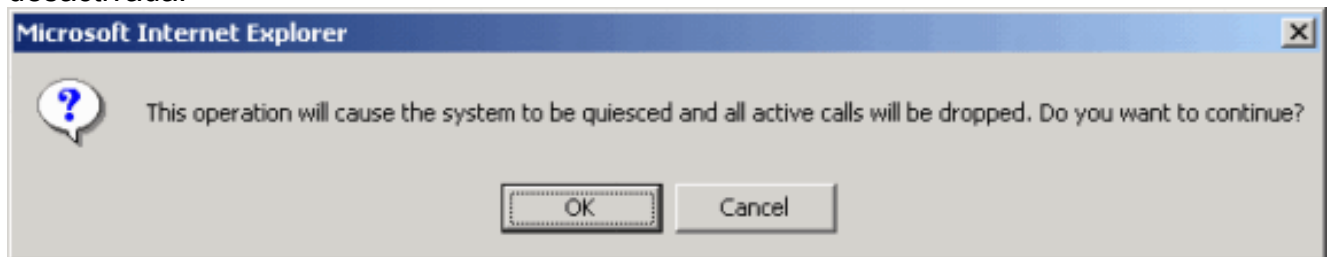 Microsoft Internet Explorer
This operation will cause the system to be quiesced and all active calls will be dropped. Do you want to continue?
OK
Cancel